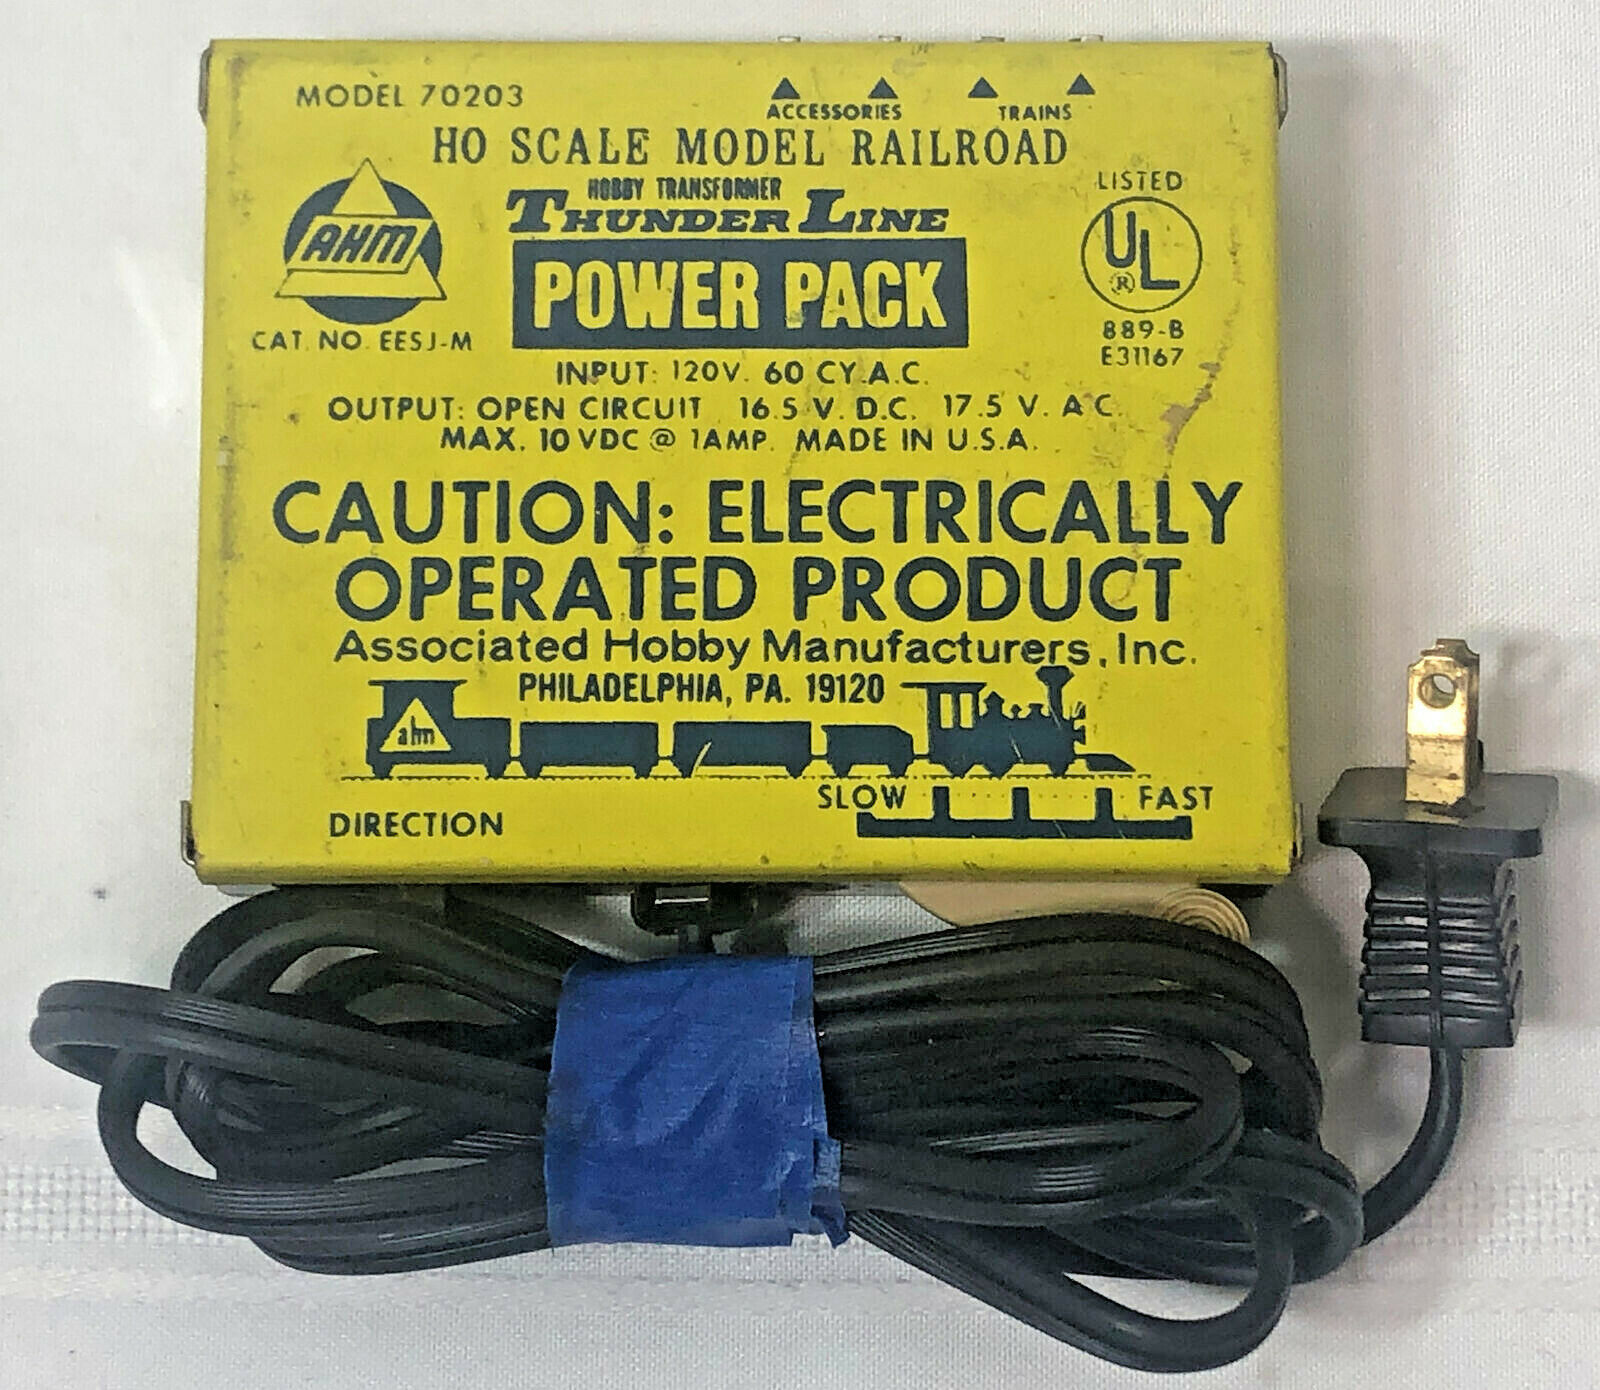 MODEL 70203
ACCESSORIES TRAINS
HO SCALE MODEL RAILROAD
HOBBY TRANSFORMER
THUNDER LINE
POWER PACK
AHM
CAT. NO. EESJ-M
LISTED
UL
®
889-B
E31167
INPUT: 120V. 60 CY. A.C.
OUTPUT: OPEN CIRCUIT 16.5 V. D.C. 17.5 V. A C.
MAX. 10 VDC @ 1 AMP. MADE IN U.S.A.
CAUTION: ELECTRICALLY
OPERATED PRODUCT
Associated Hobby Manufacturers, Inc.
PHILADELPHIA, PA. 19120
ahm
SLOW FAST
DIRECTION